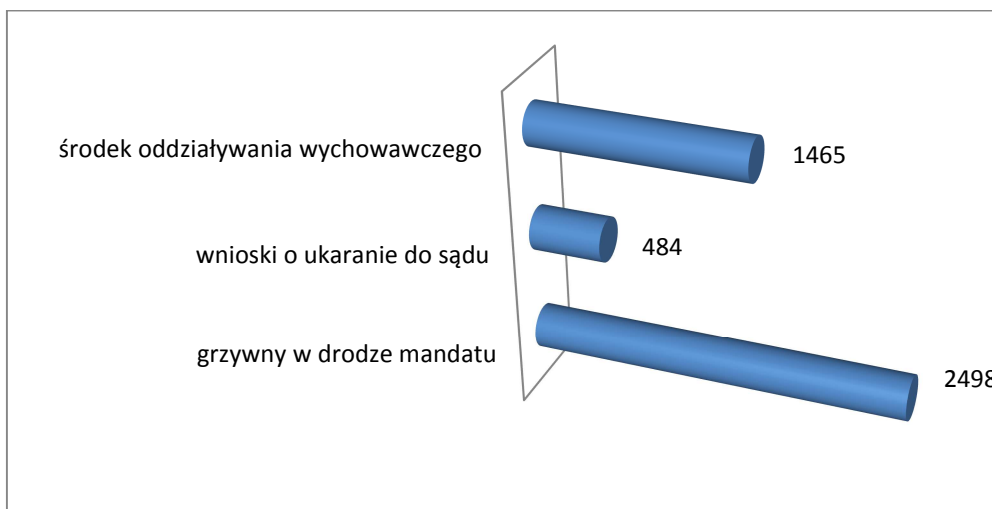 środek oddziaływania wychowawczego 1465
wnioski o ukaranie do sądu 484
grzywny w drodze mandatu 2498